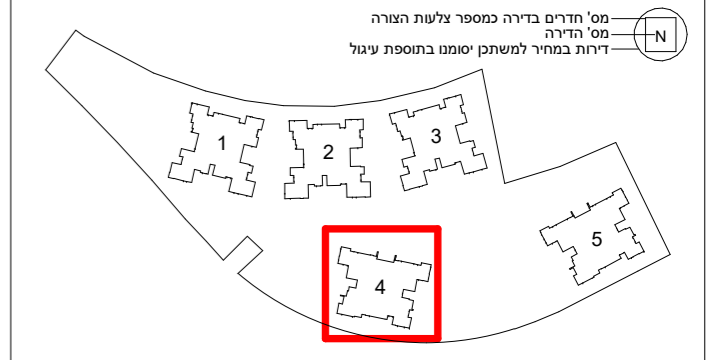 מס' חדרים בדירה כמספר צלעות הצורה
מס' הדירה
דירות במחיר למשתכן יסומנו בתוספת עיגול
N
1
2
3
4
5